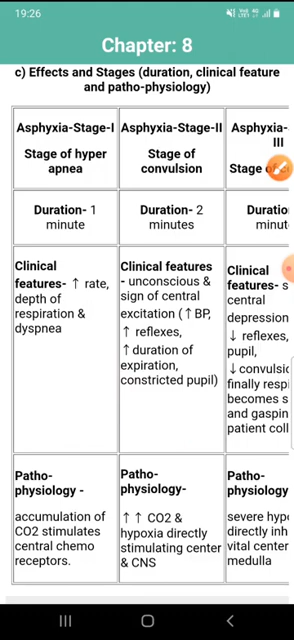 19:26
Chapter: 8
c) Effects and Stages (duration, clinical feature
and patho-physiology)
Asphyxia-Stage-I
Stage of hyper
apnea
Asphyxia-Stage-II
Stage of
convulsion
Asphyxia-
III
Stage
Duration- 1
minute
Duration- 2
minutes
Duratio
minut
Clinical
features- ↑ rate,
depth of
respiration &
dyspnea
Clinical features
- unconscious &
sign of central
excitation (↑BP,
↑ reflexes,
↑duration of
expiration,
constricted pupil)
Clinical
features- s
central
depression
↓ reflexes,
pupil,
↓convulsio
finally respi
becomes s
and gaspin
patient coll
Patho-
physiology -
accumulation of
CO2 stimulates
central chemo
receptors.
Patho-
physiology-
↑ ↑ CO2 &
hypoxia directly
stimulating center
& CNS
Patho-
physiology
severe hypo
directly inh
vital center
medulla